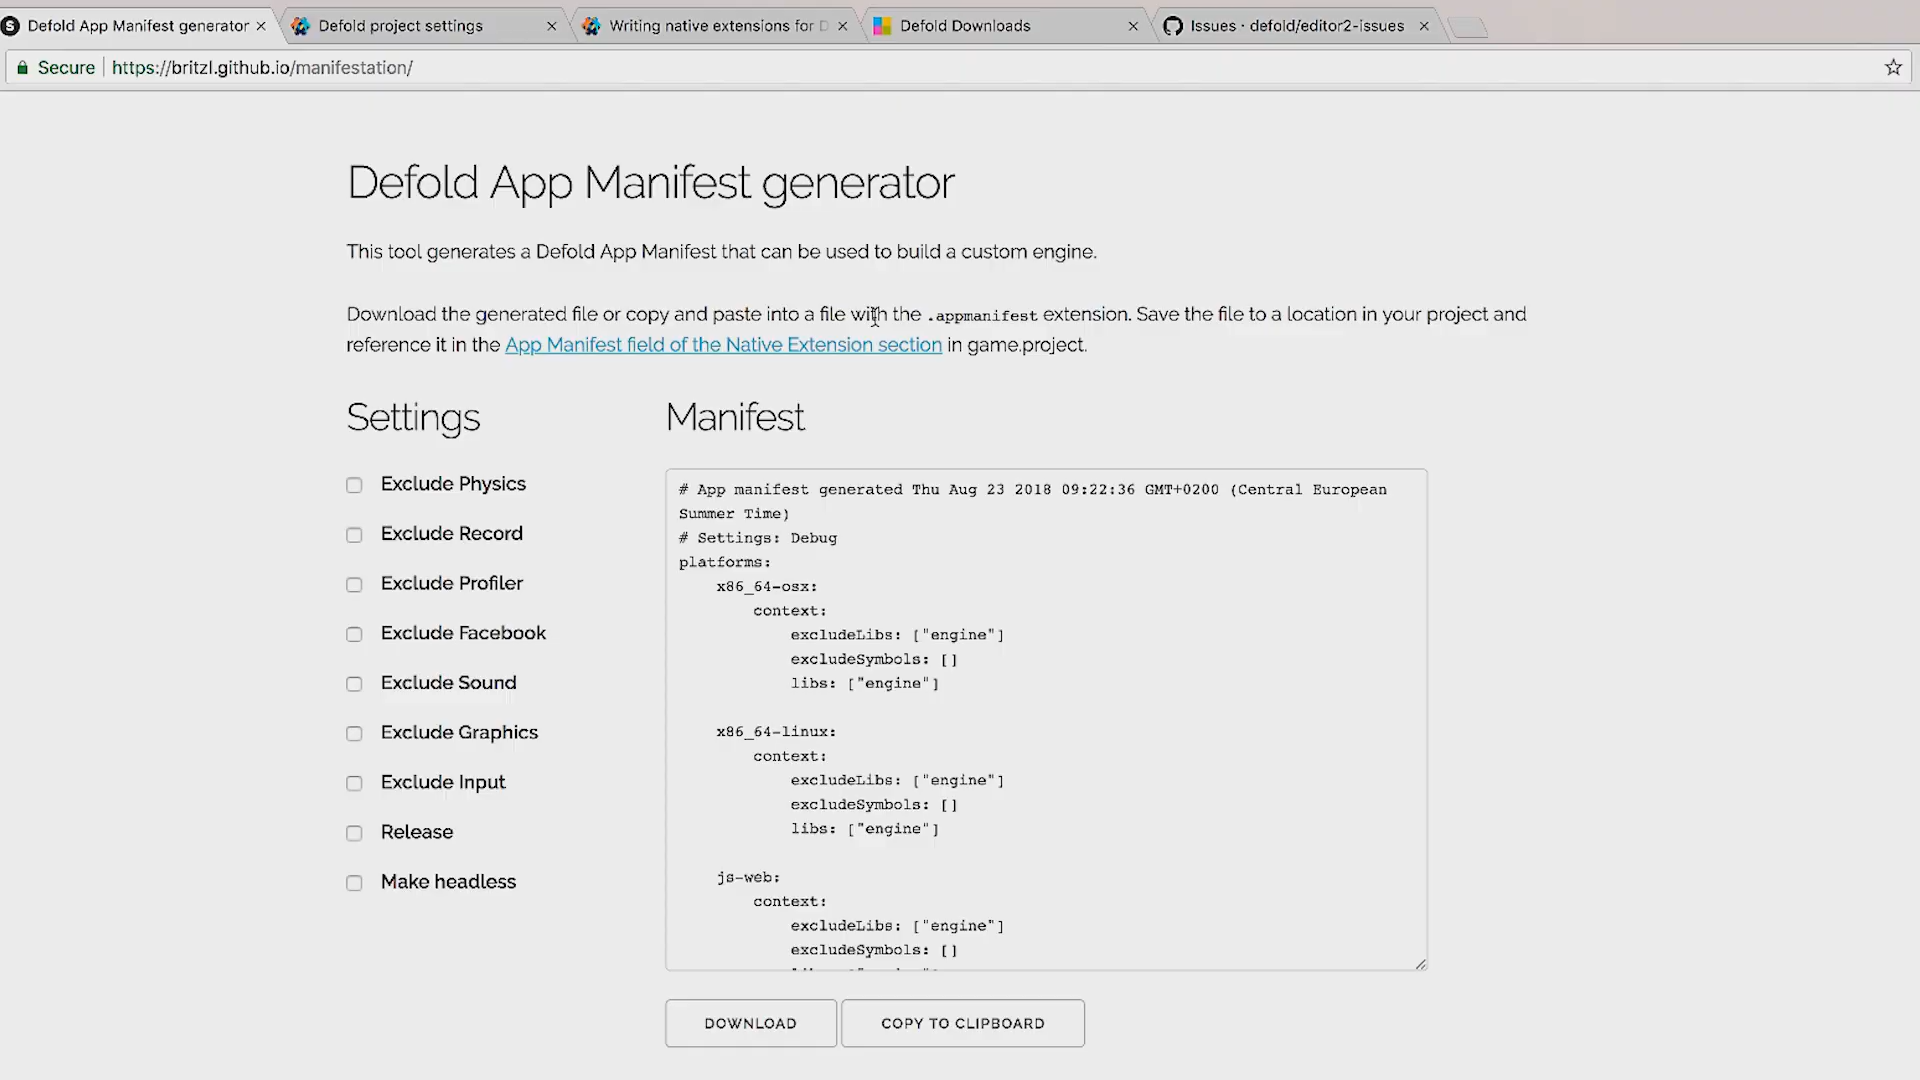 Defold App Manifest generator
Defold project settings
Writing native extensions for D
Defold Downloads
Issues · defold/editor2-issues
Secure https://britzl.github.io/manifestation/
Defold App Manifest generator
This tool generates a Defold App Manifest that can be used to build a custom engine.
Download the generated file or copy and paste into a file with the .appmanifest extension. Save the file to a location in your project and
reference it in the App Manifest field of the Native Extension section in game.project.
Settings
Exclude Physics
Exclude Record
Exclude Profiler
Exclude Facebook
Exclude Sound
Exclude Graphics
Exclude Input
Release
Make headless
Manifest
# App manifest generated Thu Aug 23 2018 09:22:36 GMT+0200 (Central European
Summer Time)
# Settings: Debug
platforms:
x86_64-osx:
context:
excludeLibs: ["engine"]
excludeSymbols: []
libs: ["engine"]
x86_64-linux:
context:
excludeLibs: ["engine"]
excludeSymbols: []
libs: ["engine"]
js-web:
context:
excludeLibs: ["engine"]
excludeSymbols: []
DOWNLOAD
COPY TO CLIPBOARD